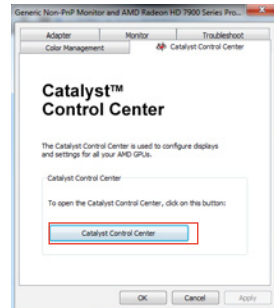 Generic Non-PnP Monitor and AMD Radeon HD 7900 Series Pro...
Adapter Monitor Troubleshoot
Color Management Catalyst Control Center
Catalyst™
Control Center
The Catalyst Control Center is used to configure displays
and settings for all your AMD GPUs.
Catalyst Control Center
To open the Catalyst Control Center, click on this button:
Catalyst Control Center
OK Cancel Apply